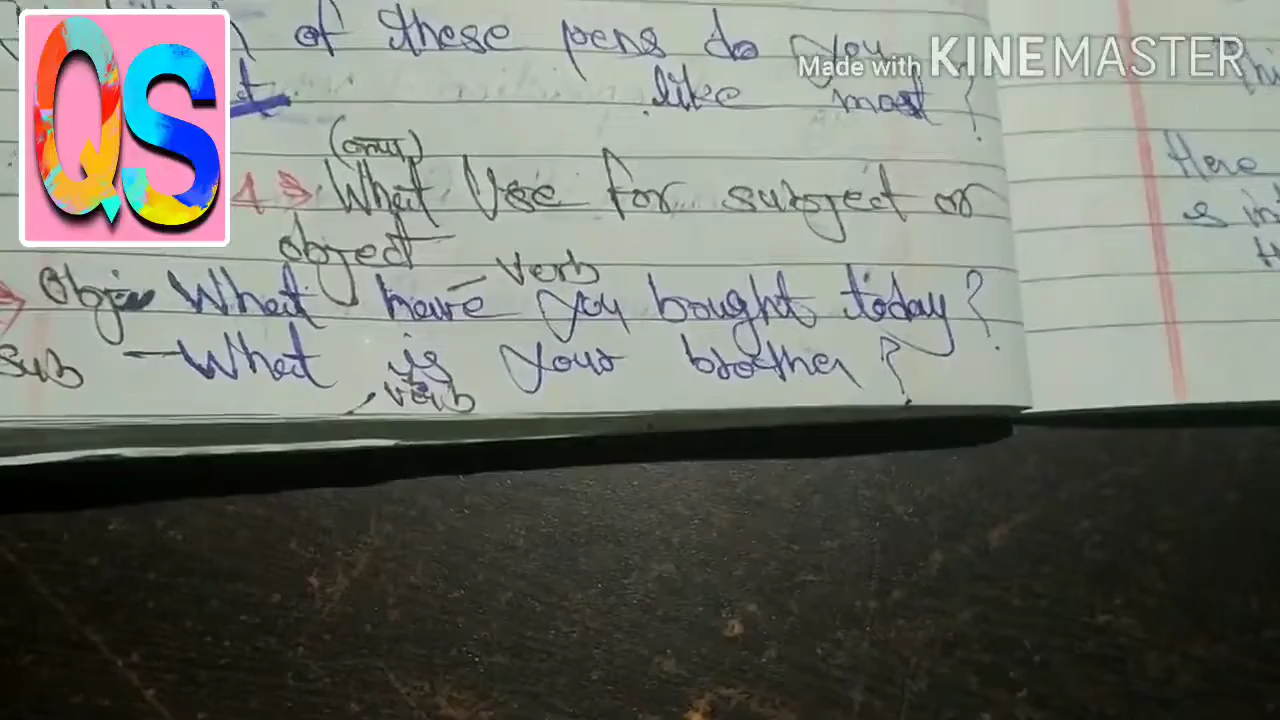 QS
of these pens do you
like most?
Made with KINEMASTER
4 → What Use for subject or
object
verb
Obj What have you bought today?
Sub - What is your brother?
verb
Here